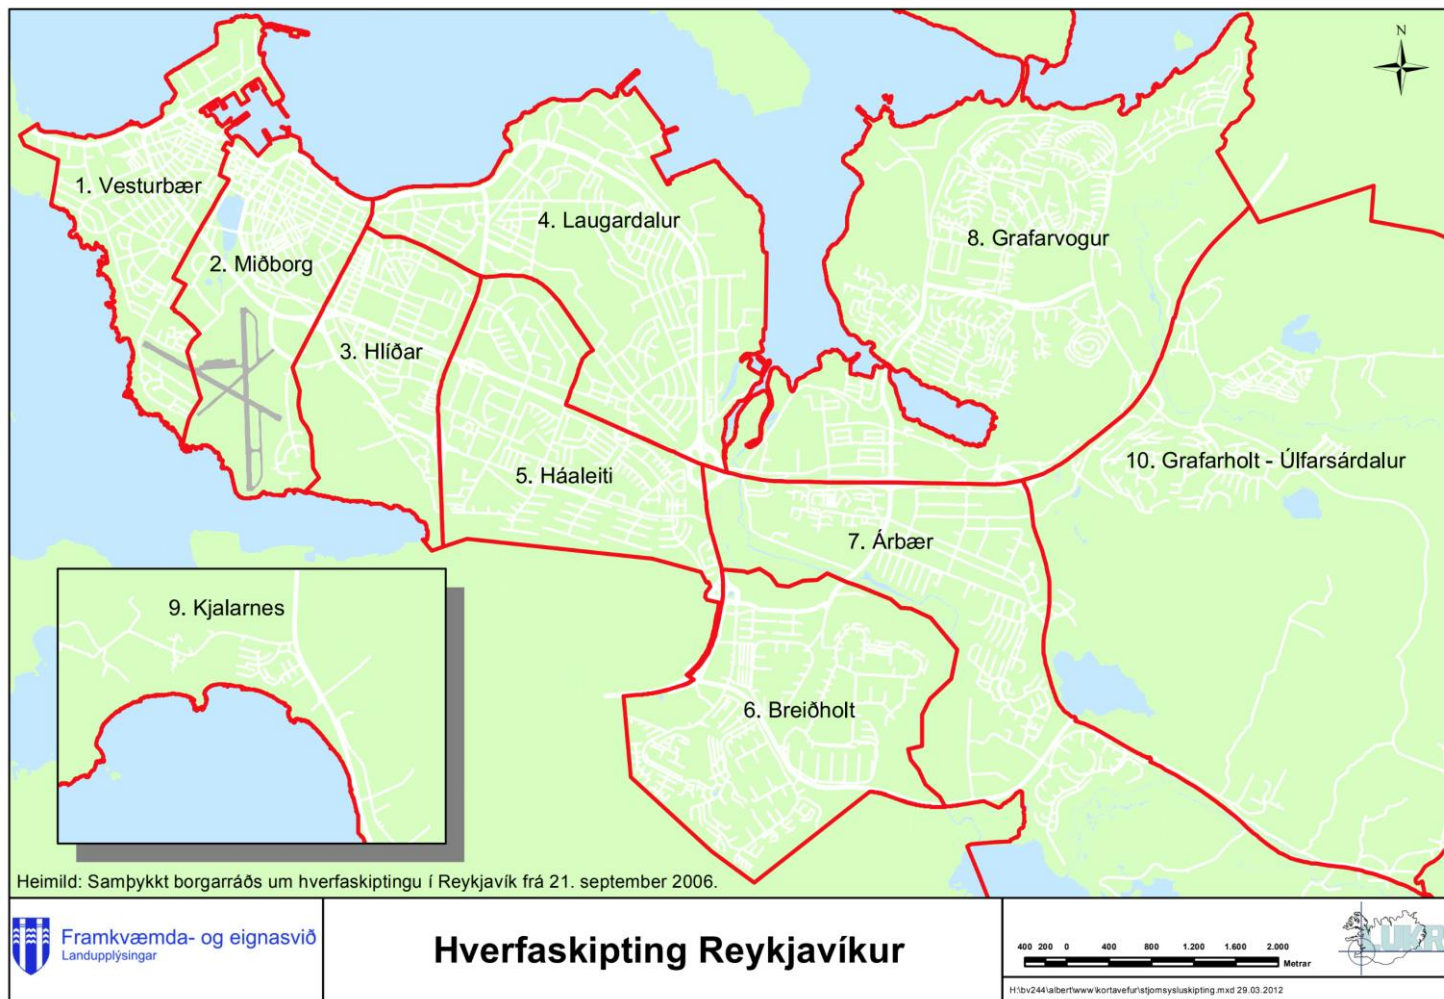 N
1. Vesturbær
2. Miðborg
3. Hlíðar
4. Laugardalur
5. Háaleiti
6. Breiðholt
7. Árbær
8. Grafarvogur
9. Kjalarnes
10. Grafarholt - Úlfarsárdalur
Heimild: Samþykkt borgarráðs um hverfaskiptingu í Reykjavík frá 21. september 2006.
Framkvæmda- og eignasvið
Landupplýsingar
Hverfaskipting Reykjavíkur
400 200 0 400 800 1.200 1.600 2.000
Metrar
LUKR
H:\bv244\albert\www\kortavefur\stjornsysluskipting.mxd 29.03.2012